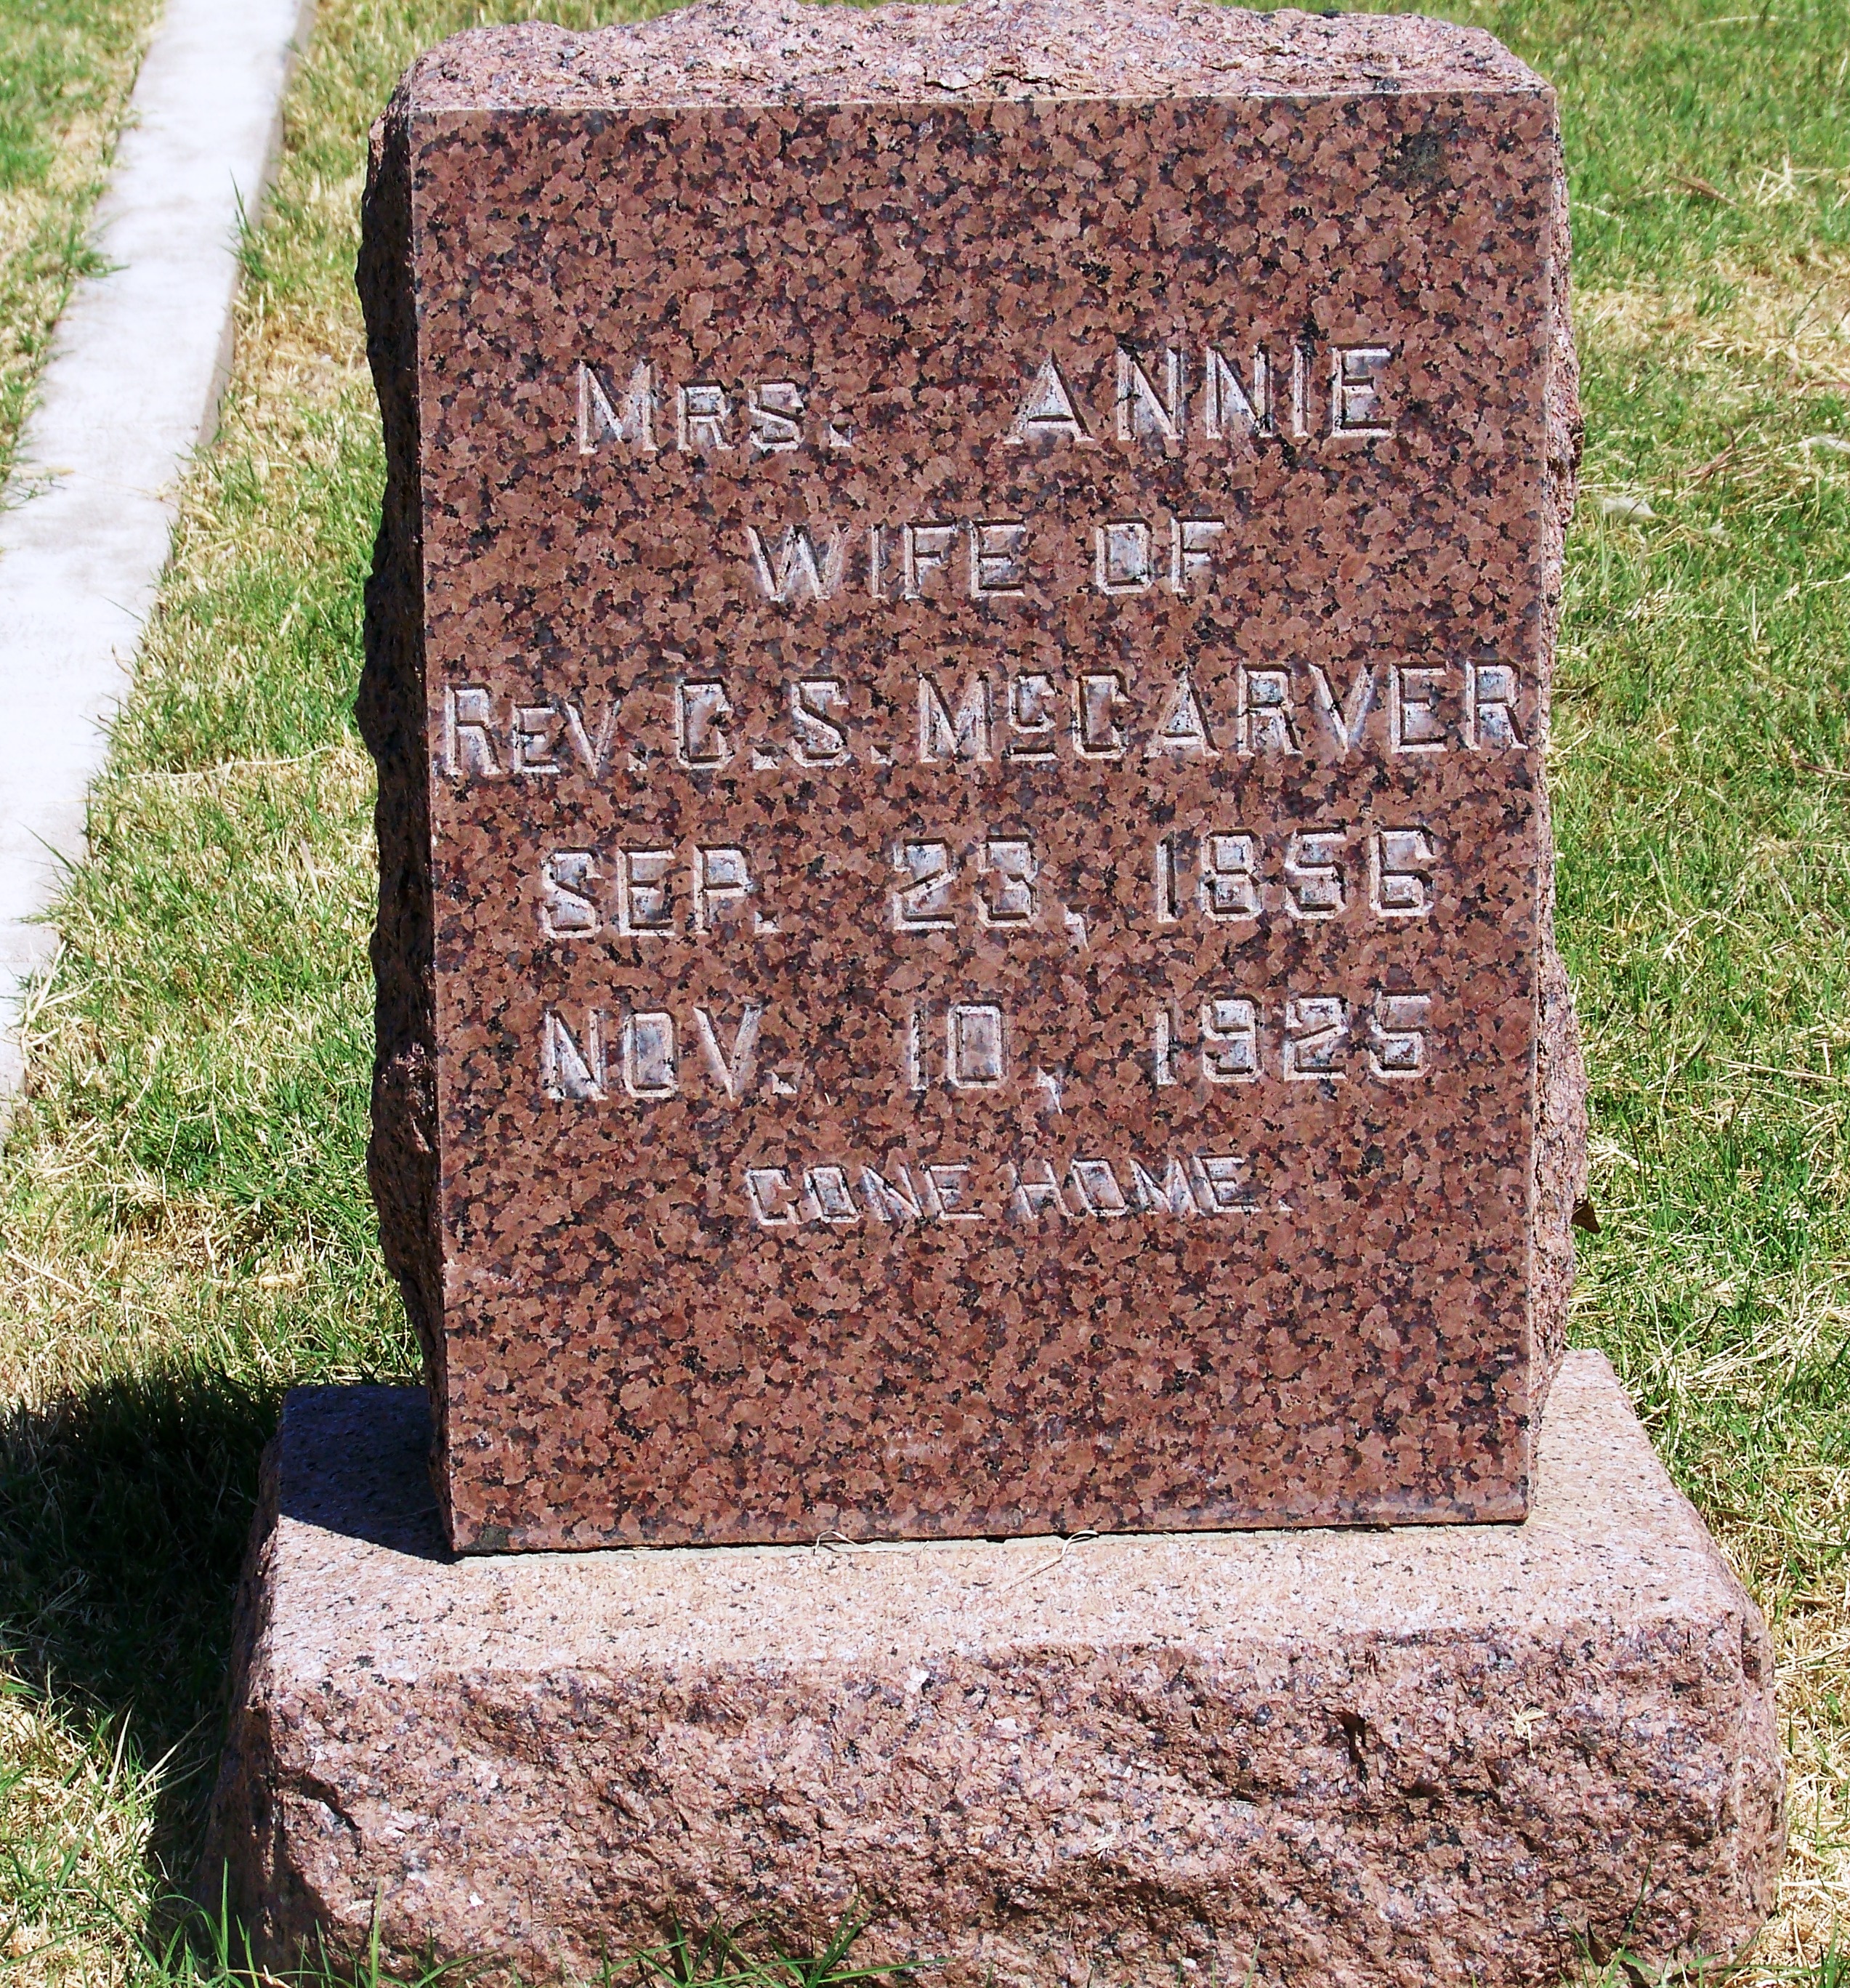 Mrs. ANNIE
WIFE OF
REV. C. S. McCARVER
SEP. 23, 1856
NOV. 10, 1925
GONE HOME.